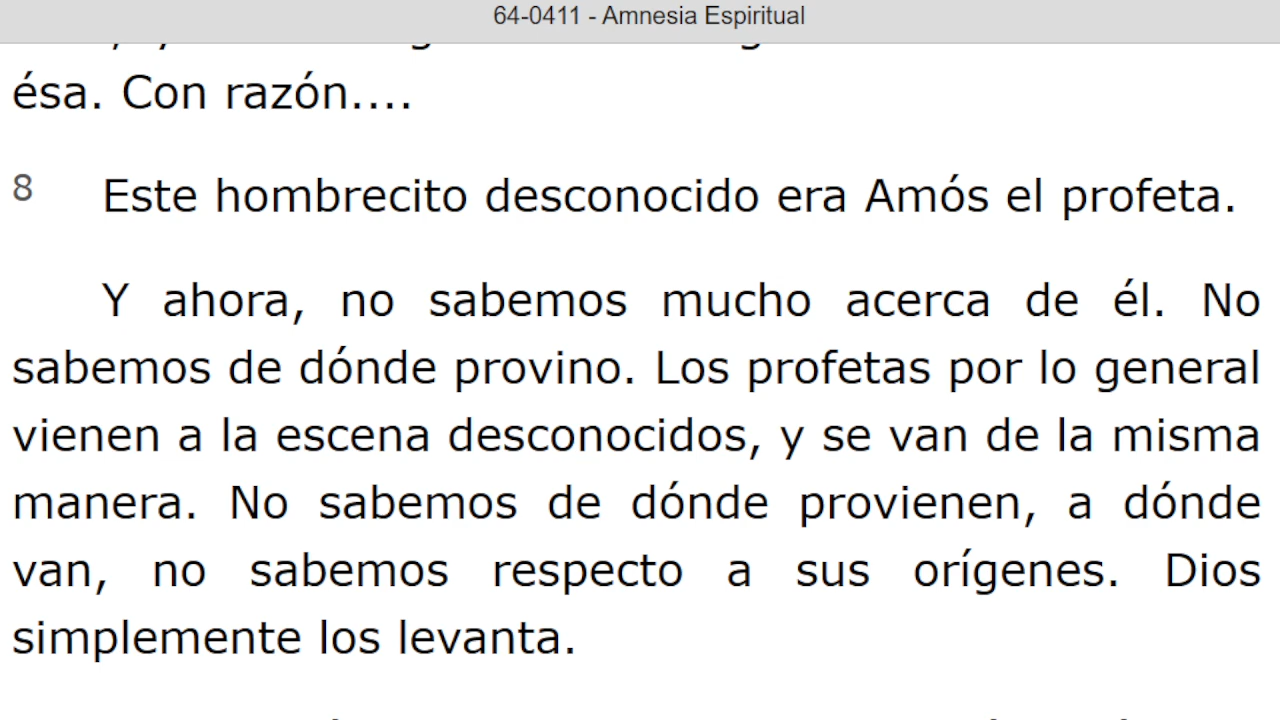 64-0411 - Amnesia Espiritual
ésa. Con razón....
8 Este hombrecito desconocido era Amós el profeta.
Y ahora, no sabemos mucho acerca de él. No
sabemos de dónde provino. Los profetas por lo general
vienen a la escena desconocidos, y se van de la misma
manera. No sabemos de dónde provienen, a dónde
van, no sabemos respecto a sus orígenes. Dios
simplemente los levanta.